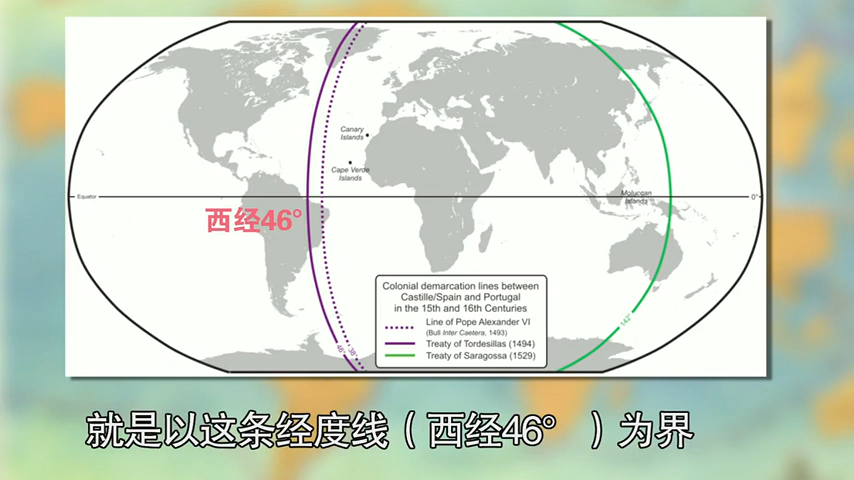 Canary
Islands
Cape Verde
Islands
Equator
Moluccan
Islands
0°
西经46°
Colonial demarcation lines between
Castille/Spain and Portugal
in the 15th and 16th Centuries
Line of Pope Alexander VI
(Bull Inter Caetera, 1493)
Treaty of Tordesillas (1494)
Treaty of Saragossa (1529)
142°
46°
38°
就是以这条经度线（西经46° ）为界